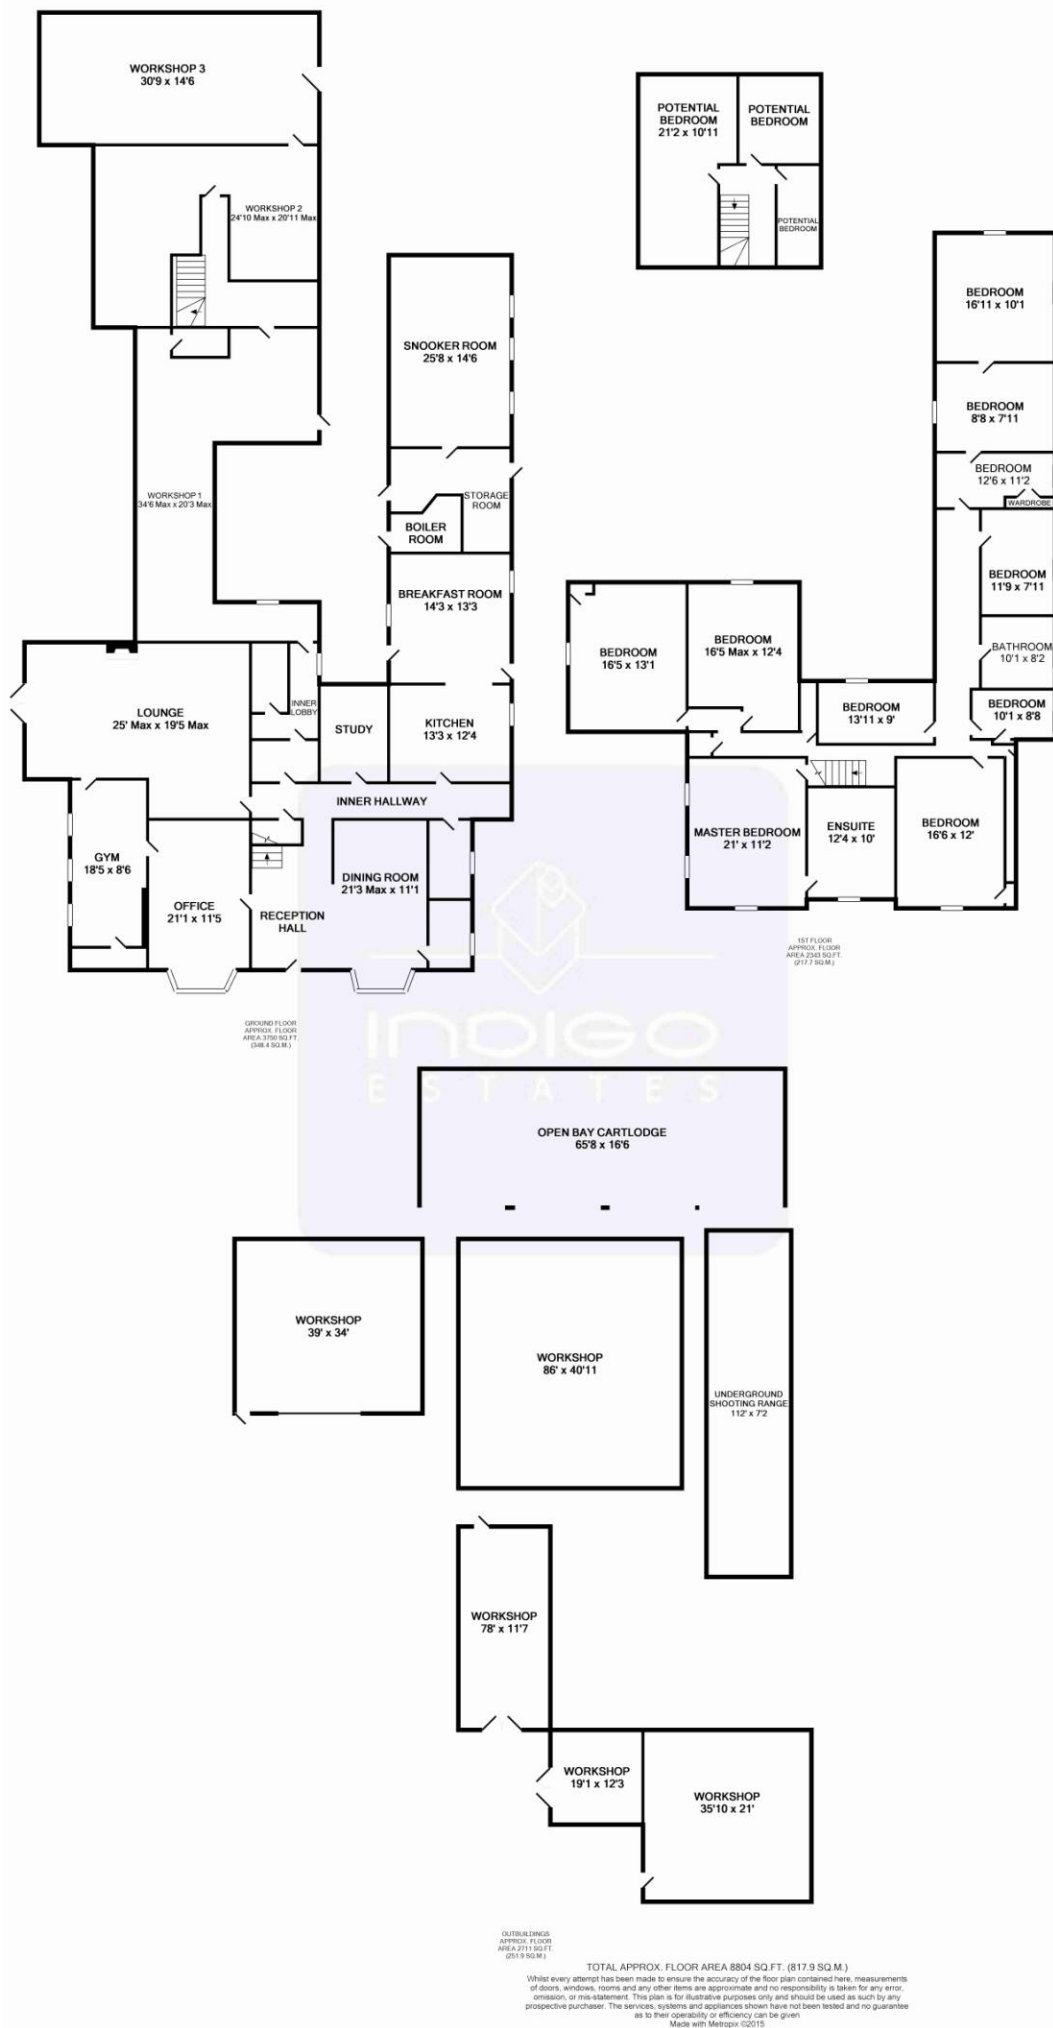 WORKSHOP 3
30'9 x 14'6
POTENTIAL
BEDROOM
21'2 x 10'11
POTENTIAL
BEDROOM
WORKSHOP 2
24'10 Max x 20'11 Max
POTENTIAL
BEDROOM
BEDROOM
16'11 x 10'1
SNOOKER ROOM
25'8 x 14'6
BEDROOM
8'8 x 7'11
BEDROOM
12'6 x 11'2
WARDROBE
WORKSHOP 1
34'6 Max x 20'3 Max
STORAGE
ROOM
BOILER
ROOM
BEDROOM
11'9 x 7'11
BREAKFAST ROOM
14'3 x 13'3
BEDROOM
16'5 x 13'1
BEDROOM
16'5 Max x 12'4
BATHROOM
10'1 x 8'2
BEDROOM
10'1 x 8'8
BEDROOM
13'11 x 9'
LOUNGE
25' Max x 19'5 Max
INNER
LOBBY
STUDY
KITCHEN
13'3 x 12'4
INNER HALLWAY
MASTER BEDROOM
21' x 11'2
ENSUITE
12'4 x 10'
BEDROOM
16'6 x 12'
GYM
18'5 x 8'6
OFFICE
21'1 x 11'5
RECEPTION
HALL
DINING ROOM
21'3 Max x 11'1
1ST FLOOR
APPROX. FLOOR
AREA 2343 SQ.FT.
(217.7 SQ.M.)
GROUND FLOOR
APPROX. FLOOR
AREA 3750 SQ.FT.
(348.4 SQ.M.)
INDIGO
ESTATES
OPEN BAY CARTLODGE
65'8 x 16'6
WORKSHOP
39' x 34'
WORKSHOP
86' x 40'11
UNDERGROUND
SHOOTING RANGE
112' x 7'2
WORKSHOP
78' x 11'7
WORKSHOP
19'1 x 12'3
WORKSHOP
35'10 x 21'
OUTBUILDINGS
APPROX. FLOOR
AREA 2711 SQ.FT.
(251.9 SQ.M.)
TOTAL APPROX. FLOOR AREA 8804 SQ.FT. (817.9 SQ.M.)
Whilst every attempt has been made to ensure the accuracy of the floor plan contained here, measurements
of doors, windows, rooms and any other items are approximate and no responsibility is taken for any error,
omission, or mis-statement. This plan is for illustrative purposes only and should be used as such by any
prospective purchaser. The services, systems and appliances shown have not been tested and no guarantee
as to their operability or efficiency can be given
Made with Metropix ©2015